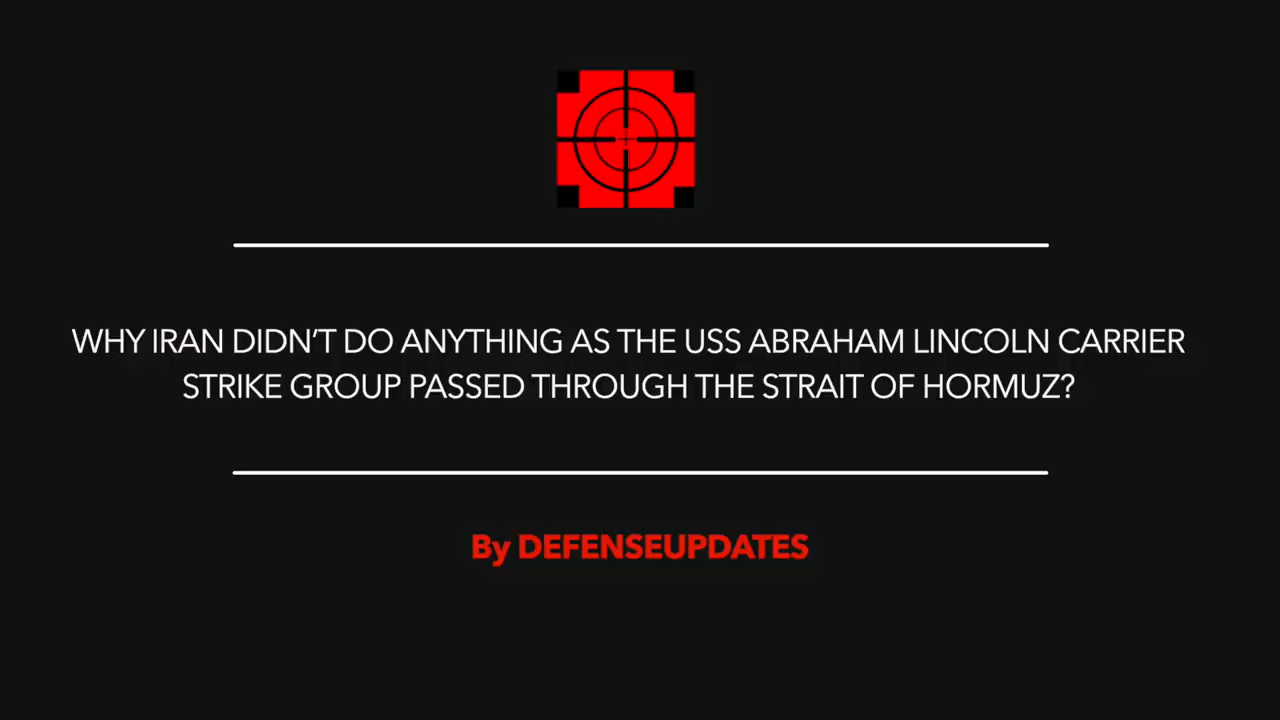 WHY IRAN DIDN’T DO ANYTHING AS THE USS ABRAHAM LINCOLN CARRIER
STRIKE GROUP PASSED THROUGH THE STRAIT OF HORMUZ?
By DEFENSEUPDATES